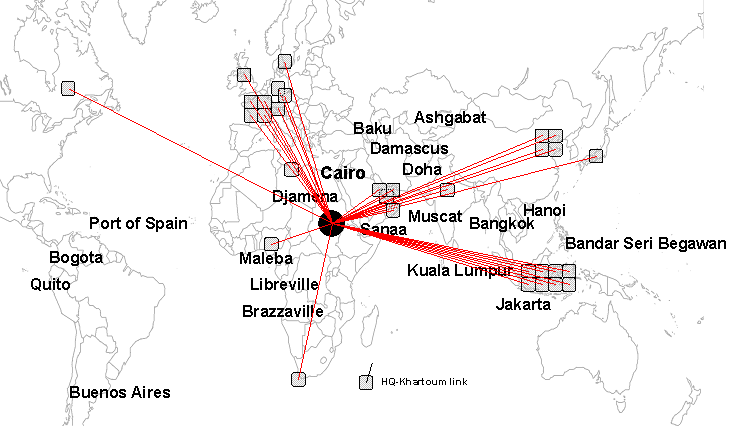 Ashgabat
Baku
Damascus
Cairo
Doha
Djamena
Hanoi
Muscat
Port of Spain
Bangkok
Sanaa
Bandar Seri Begawan
Bogota
Maleba
Kuala Lumpur
Quito
Libreville
Jakarta
Brazzaville
HQ-Khartoum link
Buenos Aires